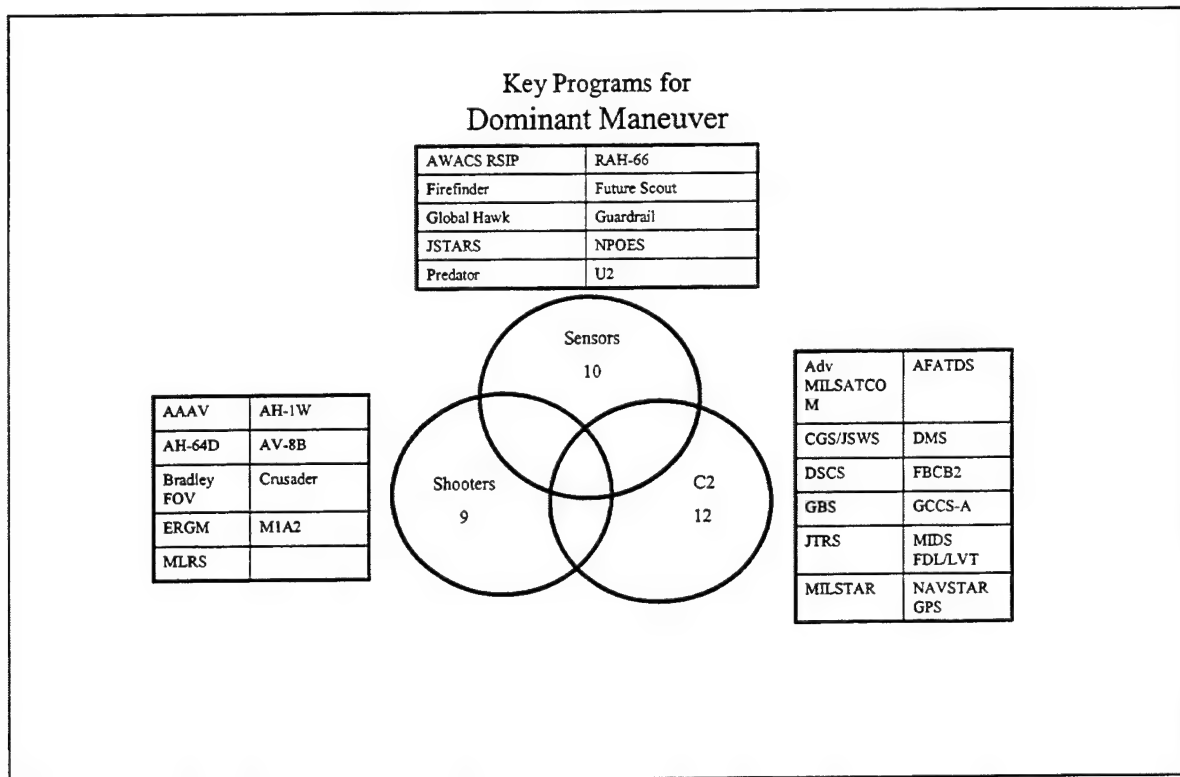 Key Programs for
Dominant Maneuver
AWACS RSIP RAH-66
Firefinder Future Scout
Global Hawk Guardrail
JSTARS NPOES
Predator U2
Sensors
10
Shooters
9
C2
12
AAAV AH-1W
AH-64D AV-8B
Bradley Crusader
FOV
ERGM M1A2
MLRS
Adv AFATDS
MILSATCO
M
CGS/JSWS DMS
DSCS FBCB2
GBS GCCS-A
JTRS MIDS
FDL/LVT
MILSTAR NAVSTAR
GPS